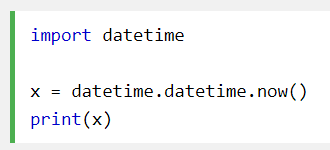 import datetime

x = datetime.datetime.now()
print(x)